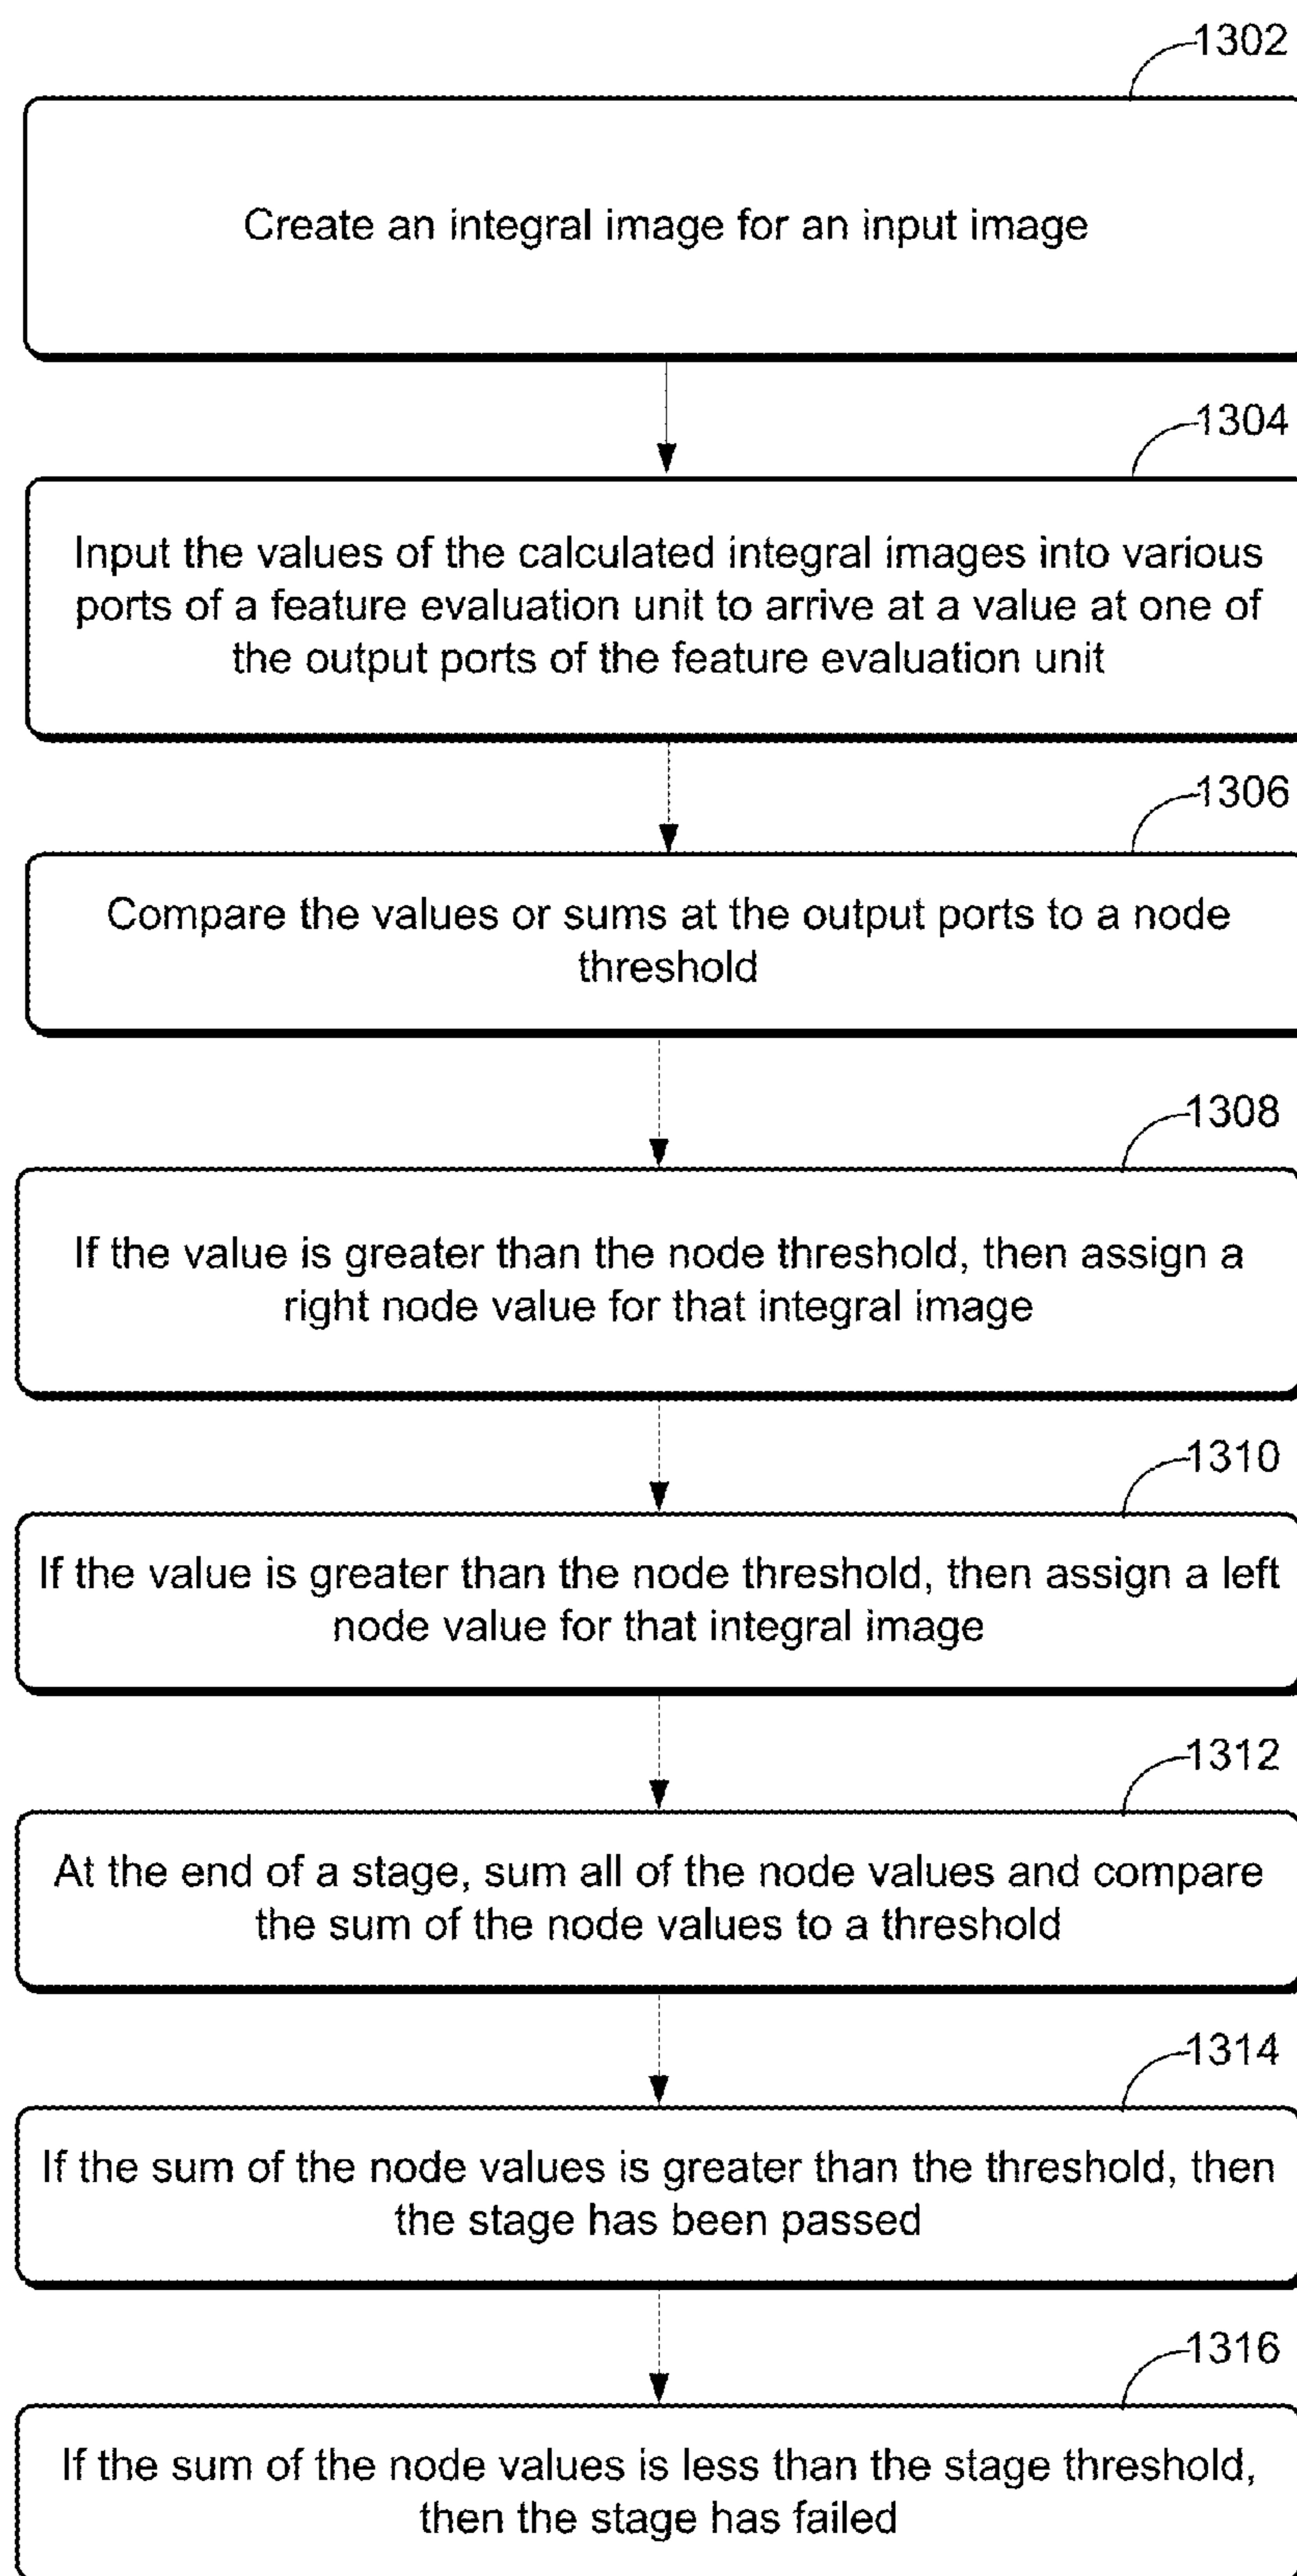 1302
Create an integral image for an input image
1304
Input the values of the calculated integral images into various
ports of a feature evaluation unit to arrive at a value at one of
the output ports of the feature evaluation unit
1306
Compare the values or sums at the output ports to a node
threshold
1308
If the value is greater than the node threshold, then assign a
right node value for that integral image
1310
If the value is greater than the node threshold, then assign a left
node value for that integral image
1312
At the end of a stage, sum all of the node values and compare
the sum of the node values to a threshold
1314
If the sum of the node values is greater than the threshold, then
the stage has been passed
1316
If the sum of the node values is less than the stage threshold,
then the stage has failed